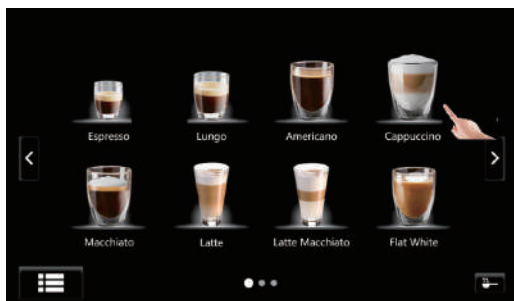 Espresso
Lungo
Americano
Cappuccino
Macchiato
Latte
Latte Macchiato
Flat White